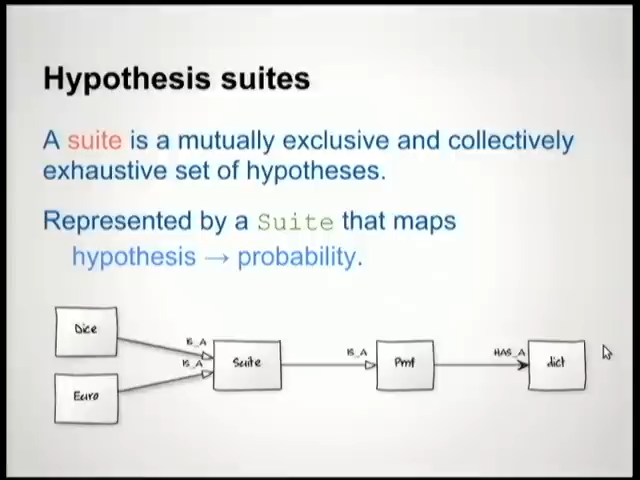 Hypothesis suites
A suite is a mutually exclusive and collectively
exhaustive set of hypotheses.
Represented by a Suite that maps
hypothesis → probability.
Dice
IS_A
IS_A
Suite
IS_A
Pmf
HAS_A
dict
Euro